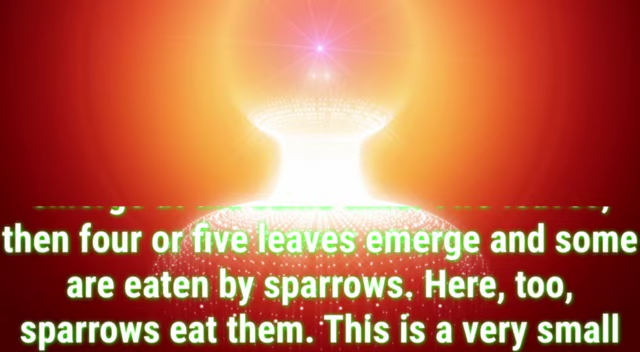 then four or five leaves emerge and some
are eaten by sparrows. Here, too,
sparrows eat them. This is a very small